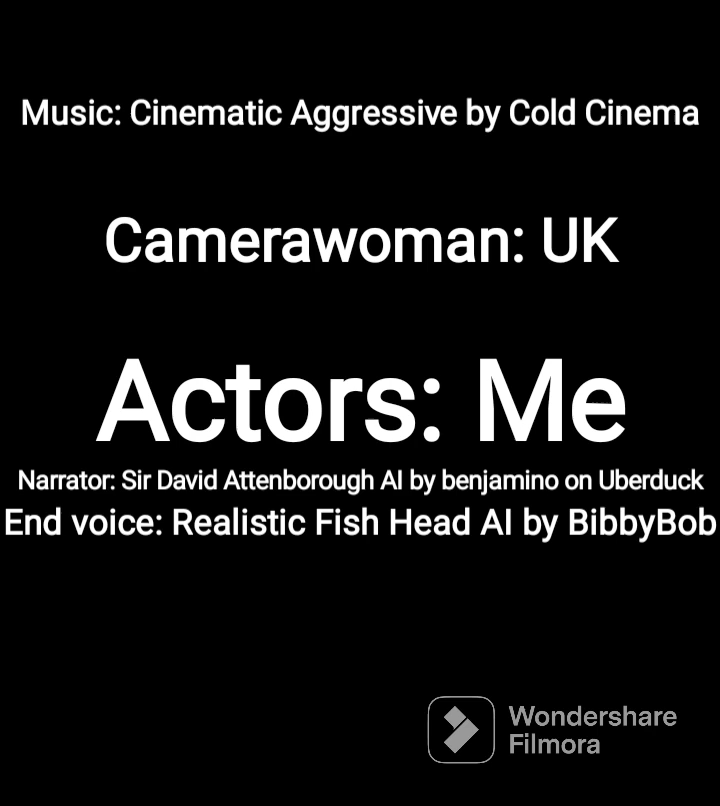 Music: Cinematic Aggressive by Cold Cinema
Camerawoman: UK
Actors: Me
Narrator: Sir David Attenborough AI by benjamino on Uberduck
End voice: Realistic Fish Head AI by BibbyBob
Wondershare
Filmora